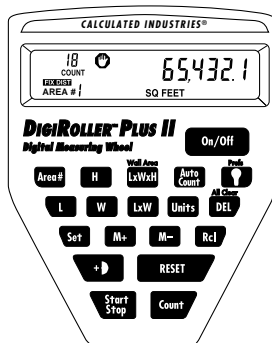 CALCULATED INDUSTRIES®
18 65,432.1
COUNT
FIX DIST
AREA #1 SQ FEET
DIGIROLLER™ PLUS II
Digital Measuring Wheel
On/Off
Wall Area Prefs
Area# H LxWxH Auto Count
All Clear
L W LxW Units DEL
Set M+ M− Rcl
+ RESET
Start Stop Count